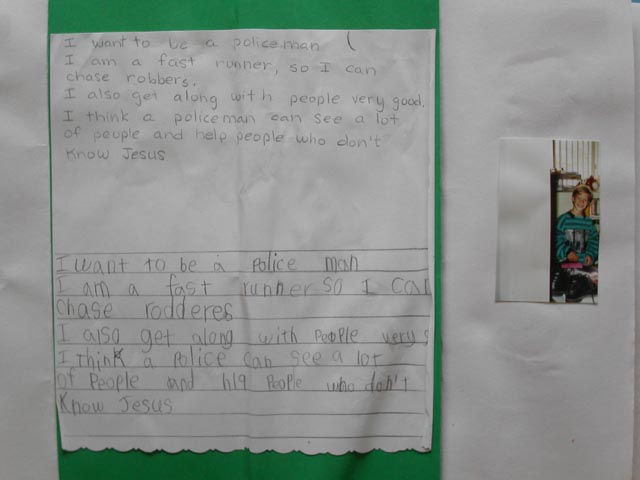 I want to be a policeman
I am a fast runner, so I can
chase robbers.
I also get along with people very good.
I think a policeman can see a lot
of people and help people who don't
Know Jesus
I want to be a police man
I am a fast runner so I Can
Chase rodderes
I also get along with People very g
I think a Police Can see a lot
of People and hlq People who don't
Know Jesus